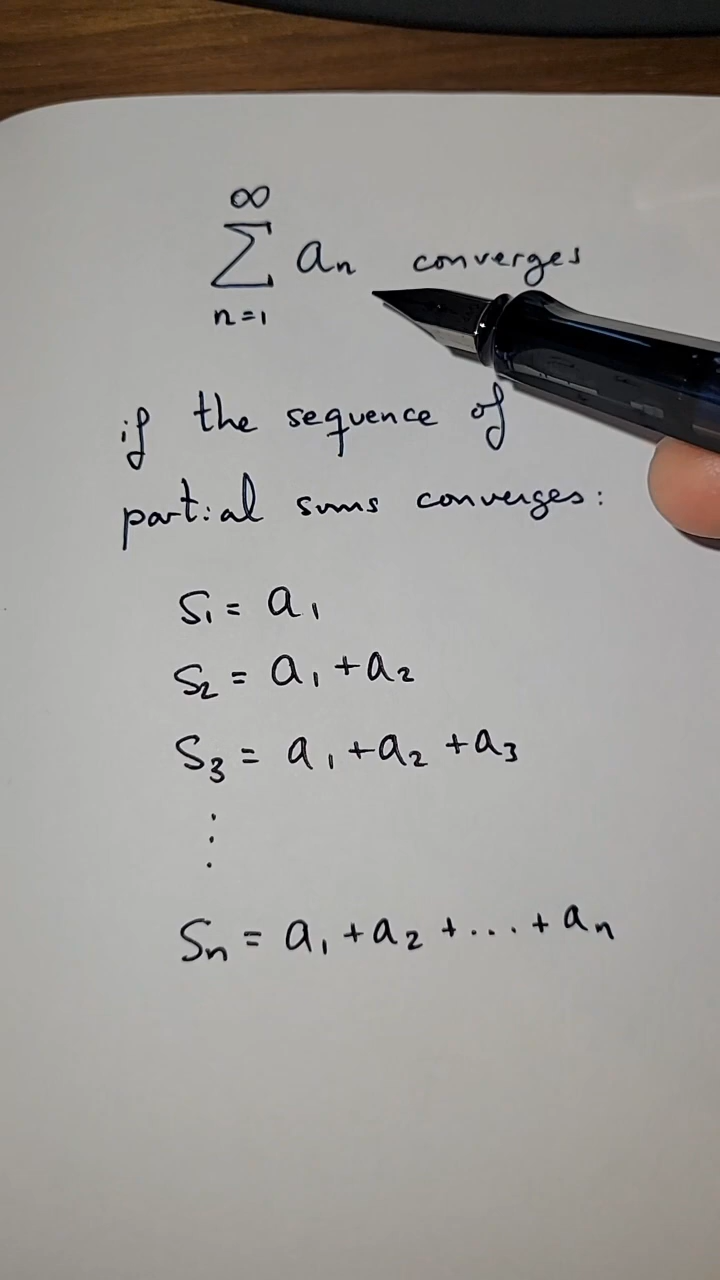 ∞
∑ aₙ converges
n=1
if the sequence of
partial sums converges:
S₁ = a₁
S₂ = a₁ + a₂
S₃ = a₁ + a₂ + a₃
⋮
Sₙ = a₁ + a₂ + ... + aₙ